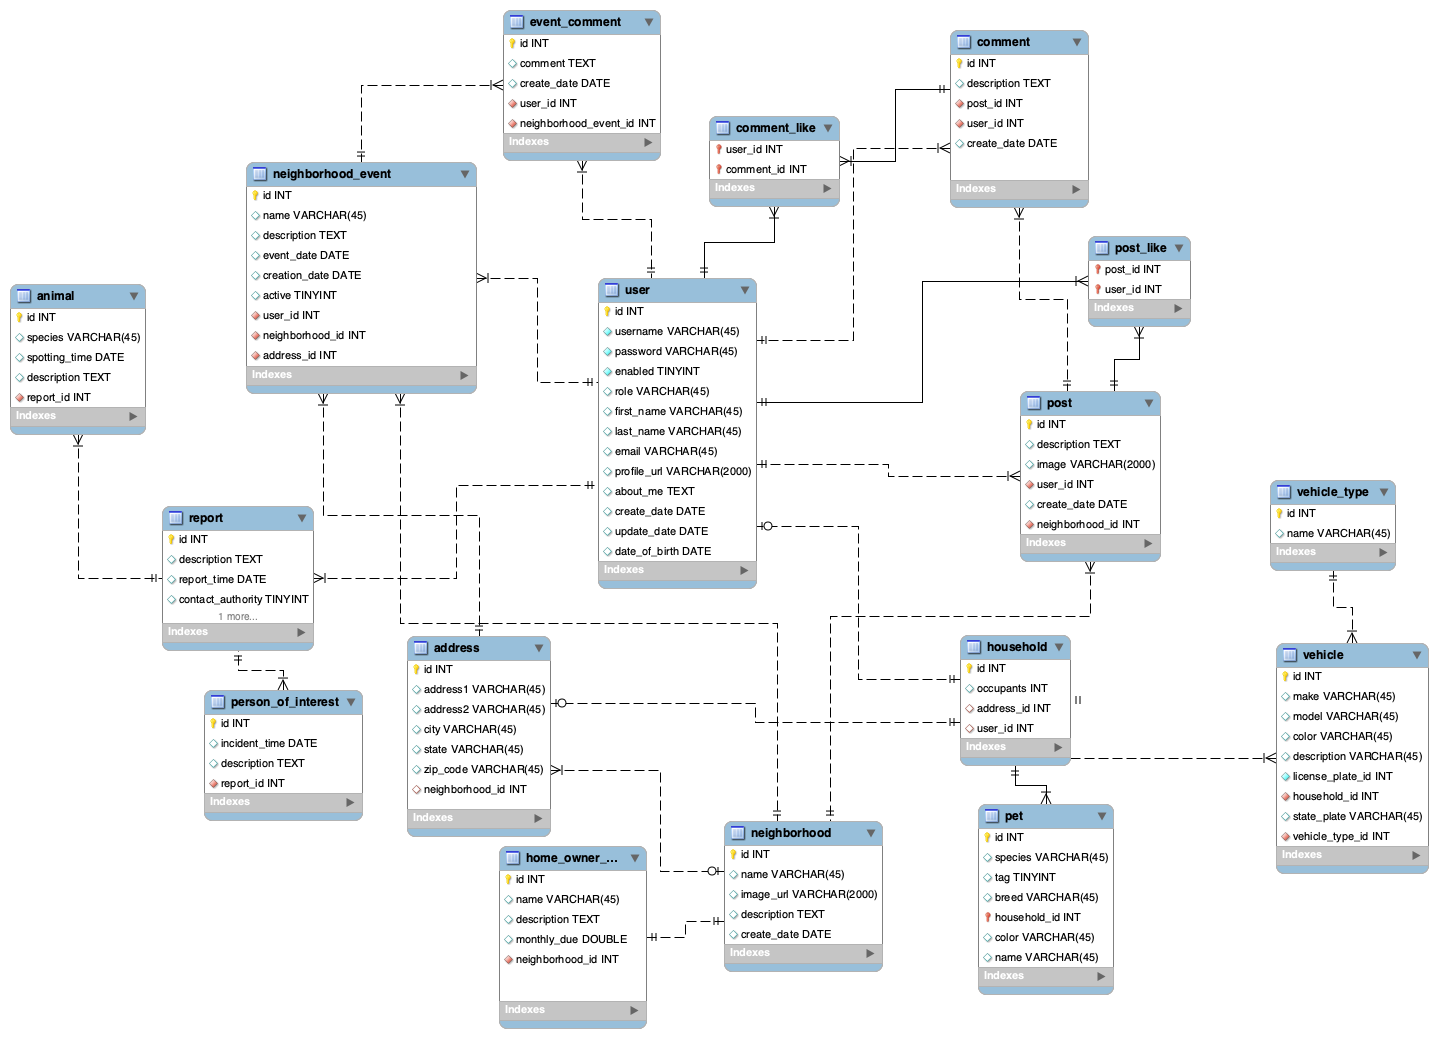 event_comment
id INT
comment TEXT
create_date DATE
user_id INT
neighborhood_event_id INT
Indexes
comment
id INT
description TEXT
post_id INT
user_id INT
create_date DATE
Indexes
comment_like
user_id INT
comment_id INT
Indexes
neighborhood_event
id INT
name VARCHAR(45)
description TEXT
event_date DATE
creation_date DATE
active TINYINT
user_id INT
neighborhood_id INT
address_id INT
Indexes
post_like
post_id INT
user_id INT
Indexes
animal
id INT
species VARCHAR(45)
spotting_time DATE
description TEXT
report_id INT
Indexes
user
id INT
username VARCHAR(45)
password VARCHAR(45)
enabled TINYINT
role VARCHAR(45)
first_name VARCHAR(45)
last_name VARCHAR(45)
email VARCHAR(45)
profile_url VARCHAR(2000)
about_me TEXT
create_date DATE
update_date DATE
date_of_birth DATE
Indexes
post
id INT
description TEXT
image VARCHAR(2000)
user_id INT
create_date DATE
neighborhood_id INT
Indexes
vehicle_type
id INT
name VARCHAR(45)
Indexes
report
id INT
description TEXT
report_time DATE
contact_authority TINYINT
1 more...
Indexes
address
id INT
address1 VARCHAR(45)
address2 VARCHAR(45)
city VARCHAR(45)
state VARCHAR(45)
zip_code VARCHAR(45)
neighborhood_id INT
Indexes
household
id INT
occupants INT
address_id INT
user_id INT
Indexes
vehicle
id INT
make VARCHAR(45)
model VARCHAR(45)
color VARCHAR(45)
description VARCHAR(45)
license_plate_id INT
household_id INT
state_plate VARCHAR(45)
vehicle_type_id INT
Indexes
person_of_interest
id INT
incident_time DATE
description TEXT
report_id INT
Indexes
pet
id INT
species VARCHAR(45)
tag TINYINT
breed VARCHAR(45)
household_id INT
color VARCHAR(45)
name VARCHAR(45)
Indexes
neighborhood
id INT
name VARCHAR(45)
image_url VARCHAR(2000)
description TEXT
create_date DATE
Indexes
home_owner_...
id INT
name VARCHAR(45)
description TEXT
monthly_due DOUBLE
neighborhood_id INT
Indexes